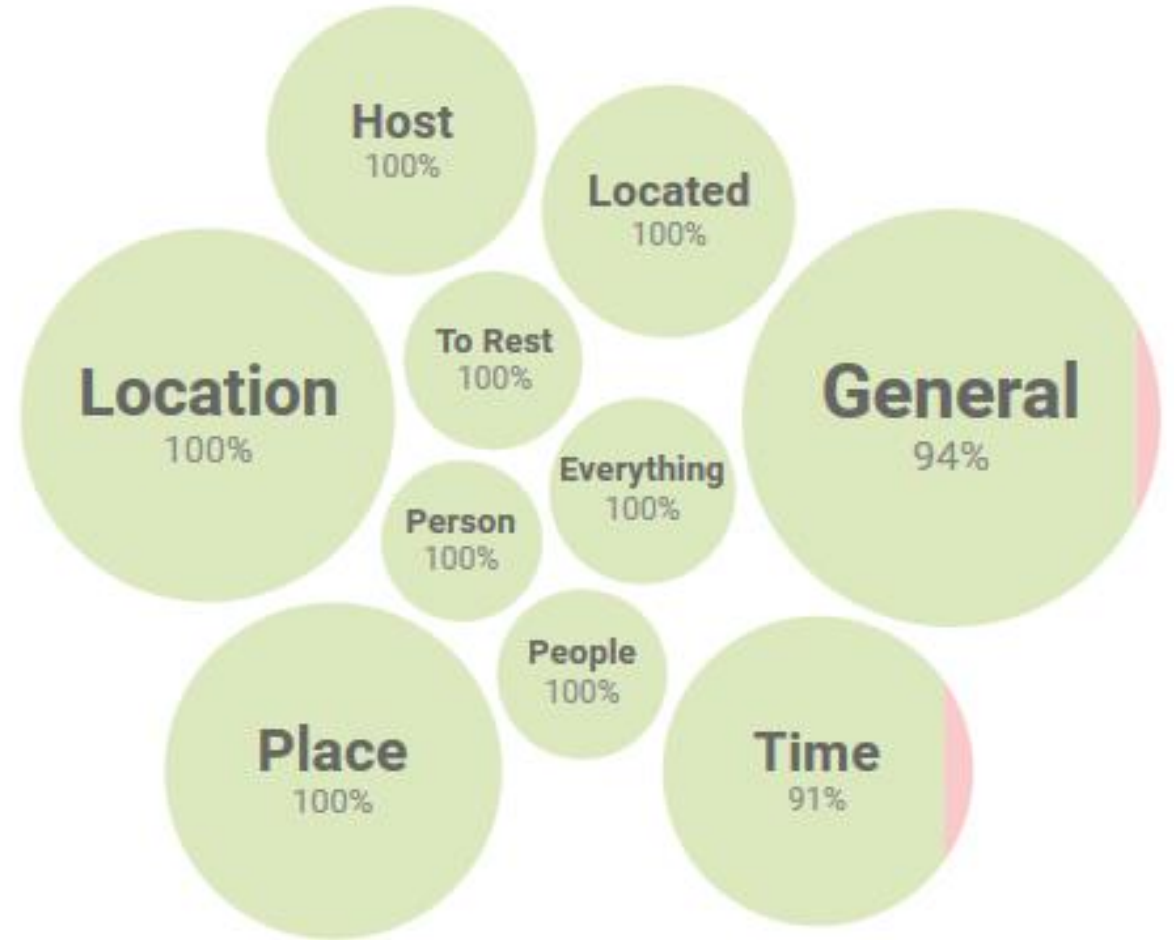 Host
100%
Located
100%
To Rest
100%
Location
100%
General
94%
Everything
100%
Person
100%
People
100%
Place
100%
Time
91%